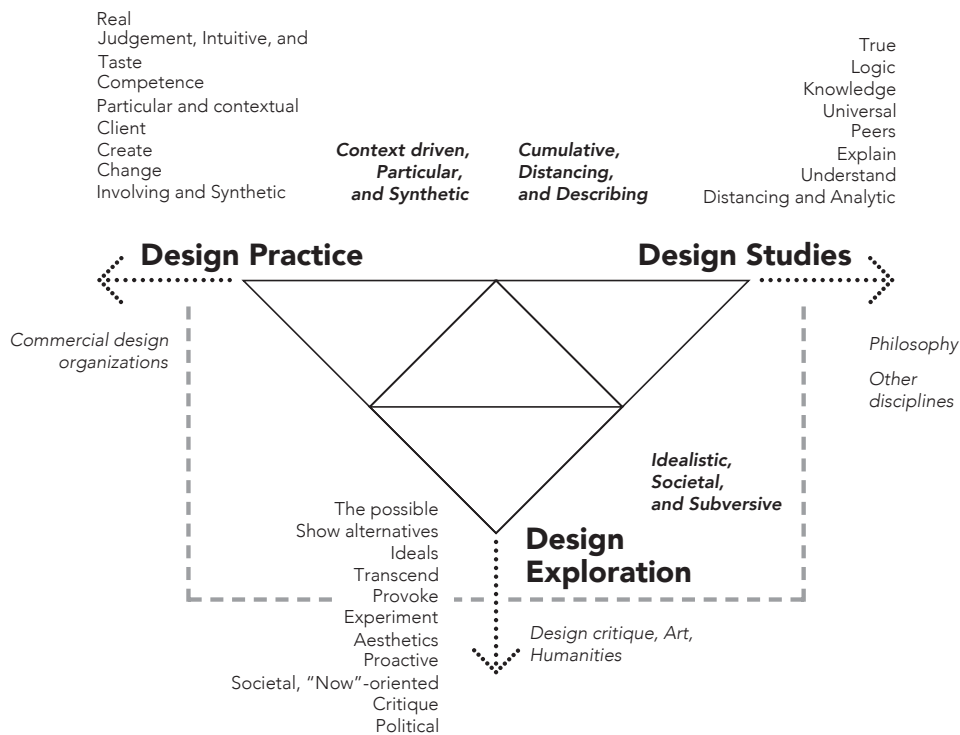 Real
Judgement, Intuitive, and
Taste
Competence
Particular and contextual
Client
Create
Change
Involving and Synthetic
Context driven,
Particular,
and Synthetic
Cumulative,
Distancing,
and Describing
True
Logic
Knowledge
Universal
Peers
Explain
Understand
Distancing and Analytic
Design Practice
Design Studies
Commercial design
organizations
Philosophy
Other
disciplines
Idealistic,
Societal,
and Subversive
The possible
Show alternatives
Ideals
Transcend
Provoke
Experiment
Aesthetics
Proactive
Societal, “Now”-oriented
Critique
Political
Design
Exploration
Design critique, Art,
Humanities